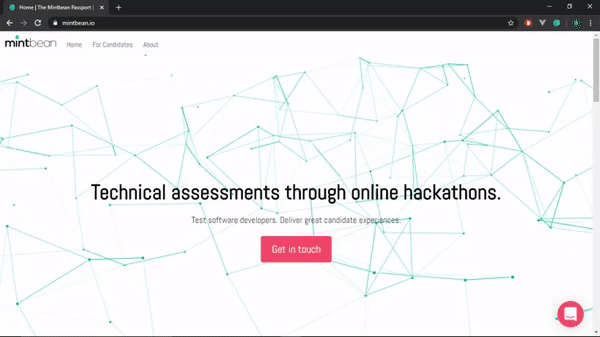 Home | The Mintbean Passport |
mintbean.io
mintbean
Home
For Candidates
About
Technical assessments through online hackathons.
Test software developers. Deliver great candidate experiences.
Get in touch